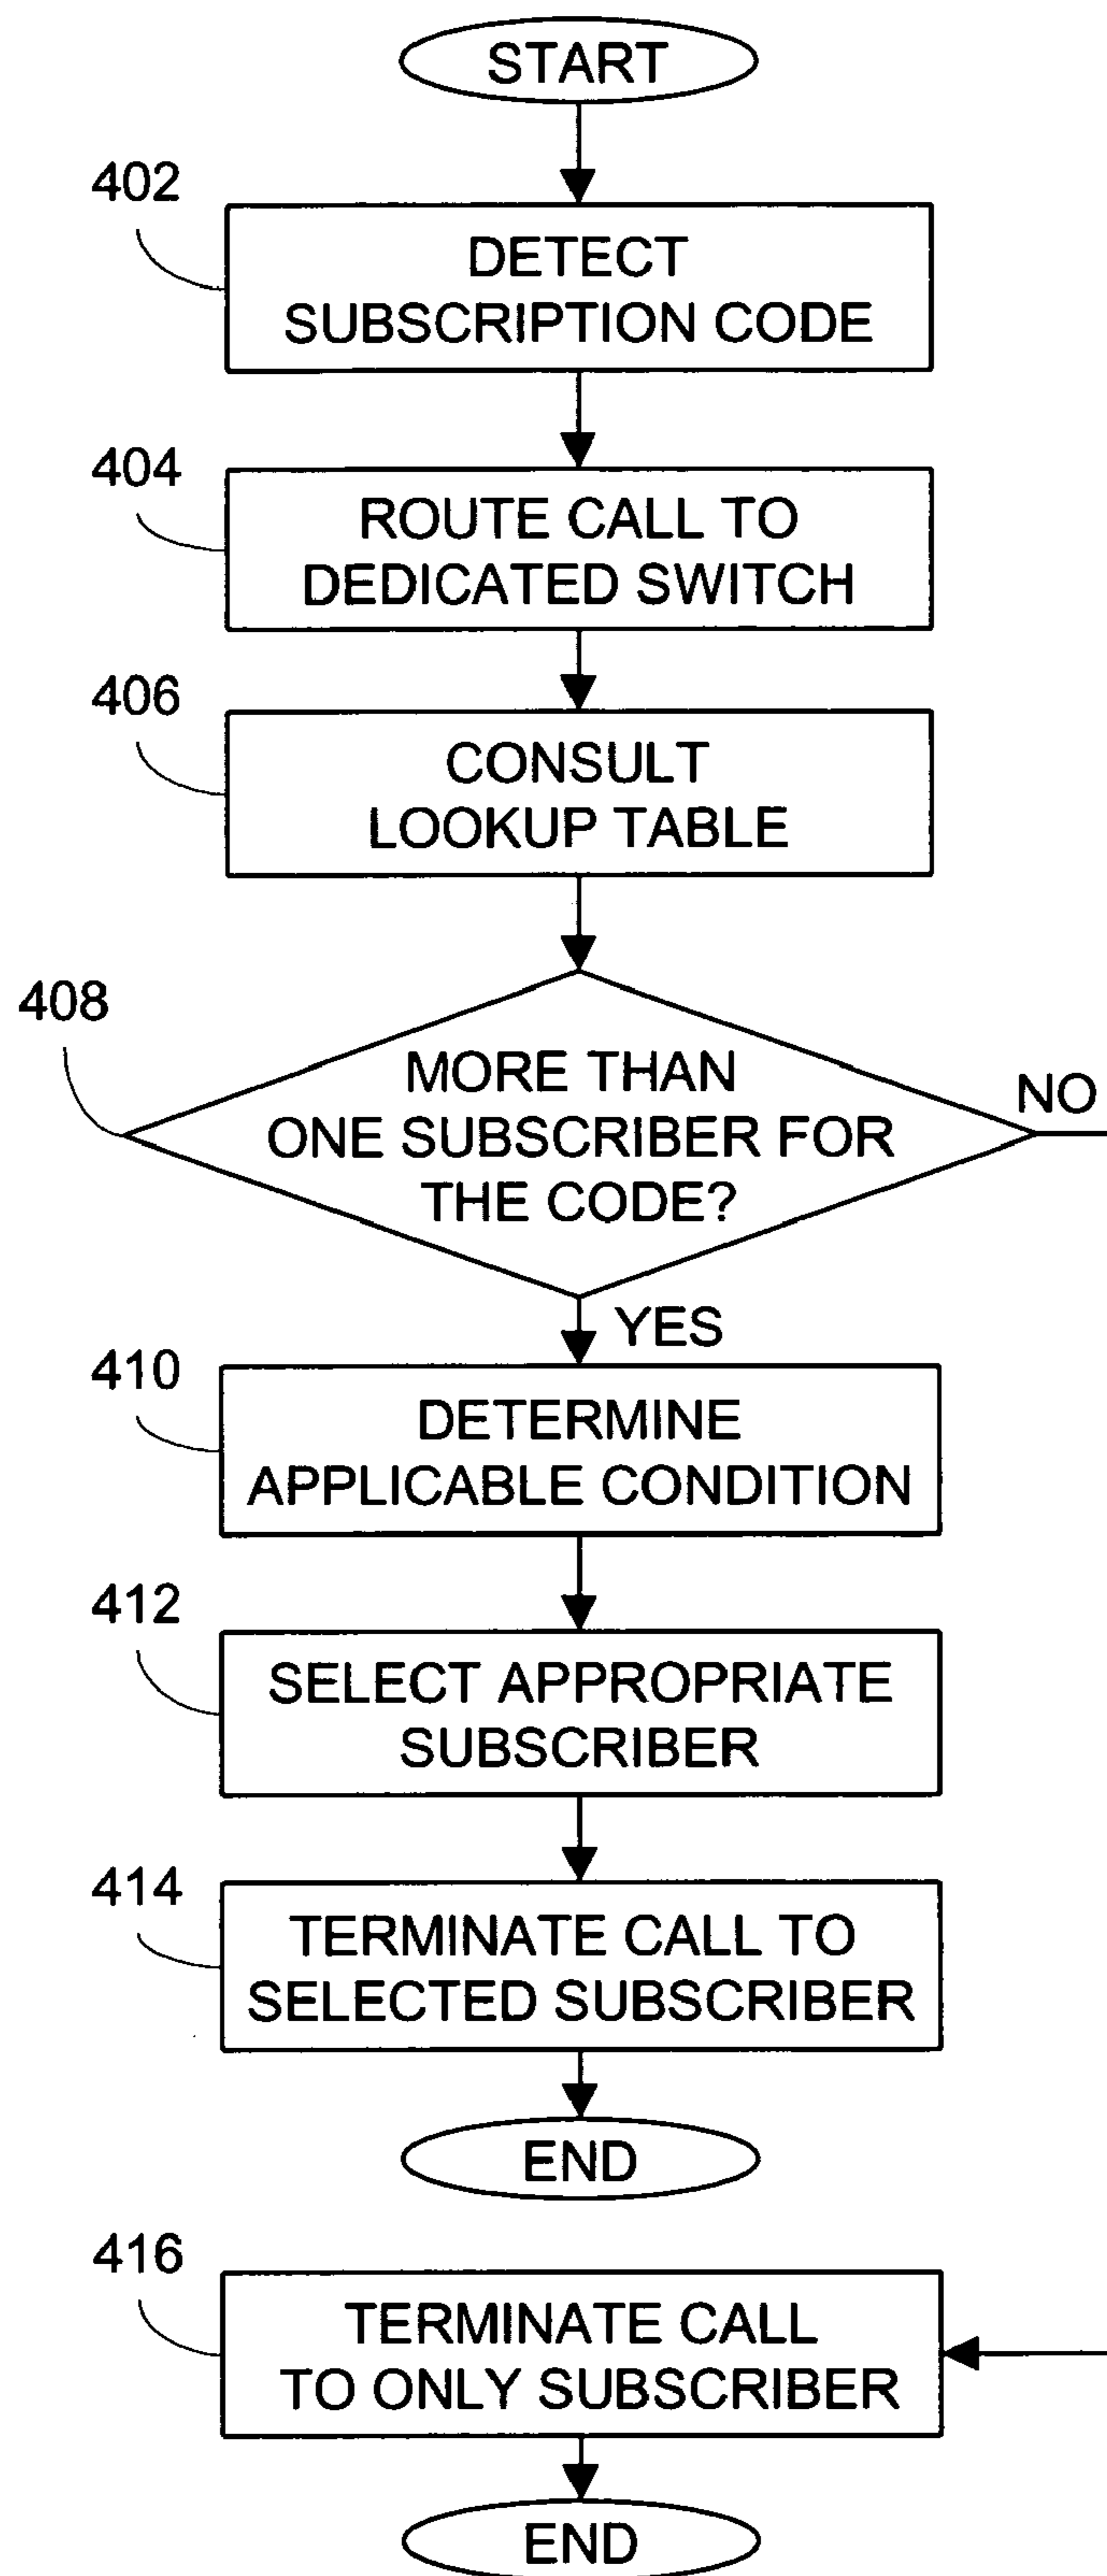 START
402
DETECT
SUBSCRIPTION CODE
404
ROUTE CALL TO
DEDICATED SWITCH
406
CONSULT
LOOKUP TABLE
408
MORE THAN
ONE SUBSCRIBER FOR
THE CODE?
NO
YES
410
DETERMINE
APPLICABLE CONDITION
412
SELECT APPROPRIATE
SUBSCRIBER
414
TERMINATE CALL TO
SELECTED SUBSCRIBER
END
416
TERMINATE CALL
TO ONLY SUBSCRIBER
END